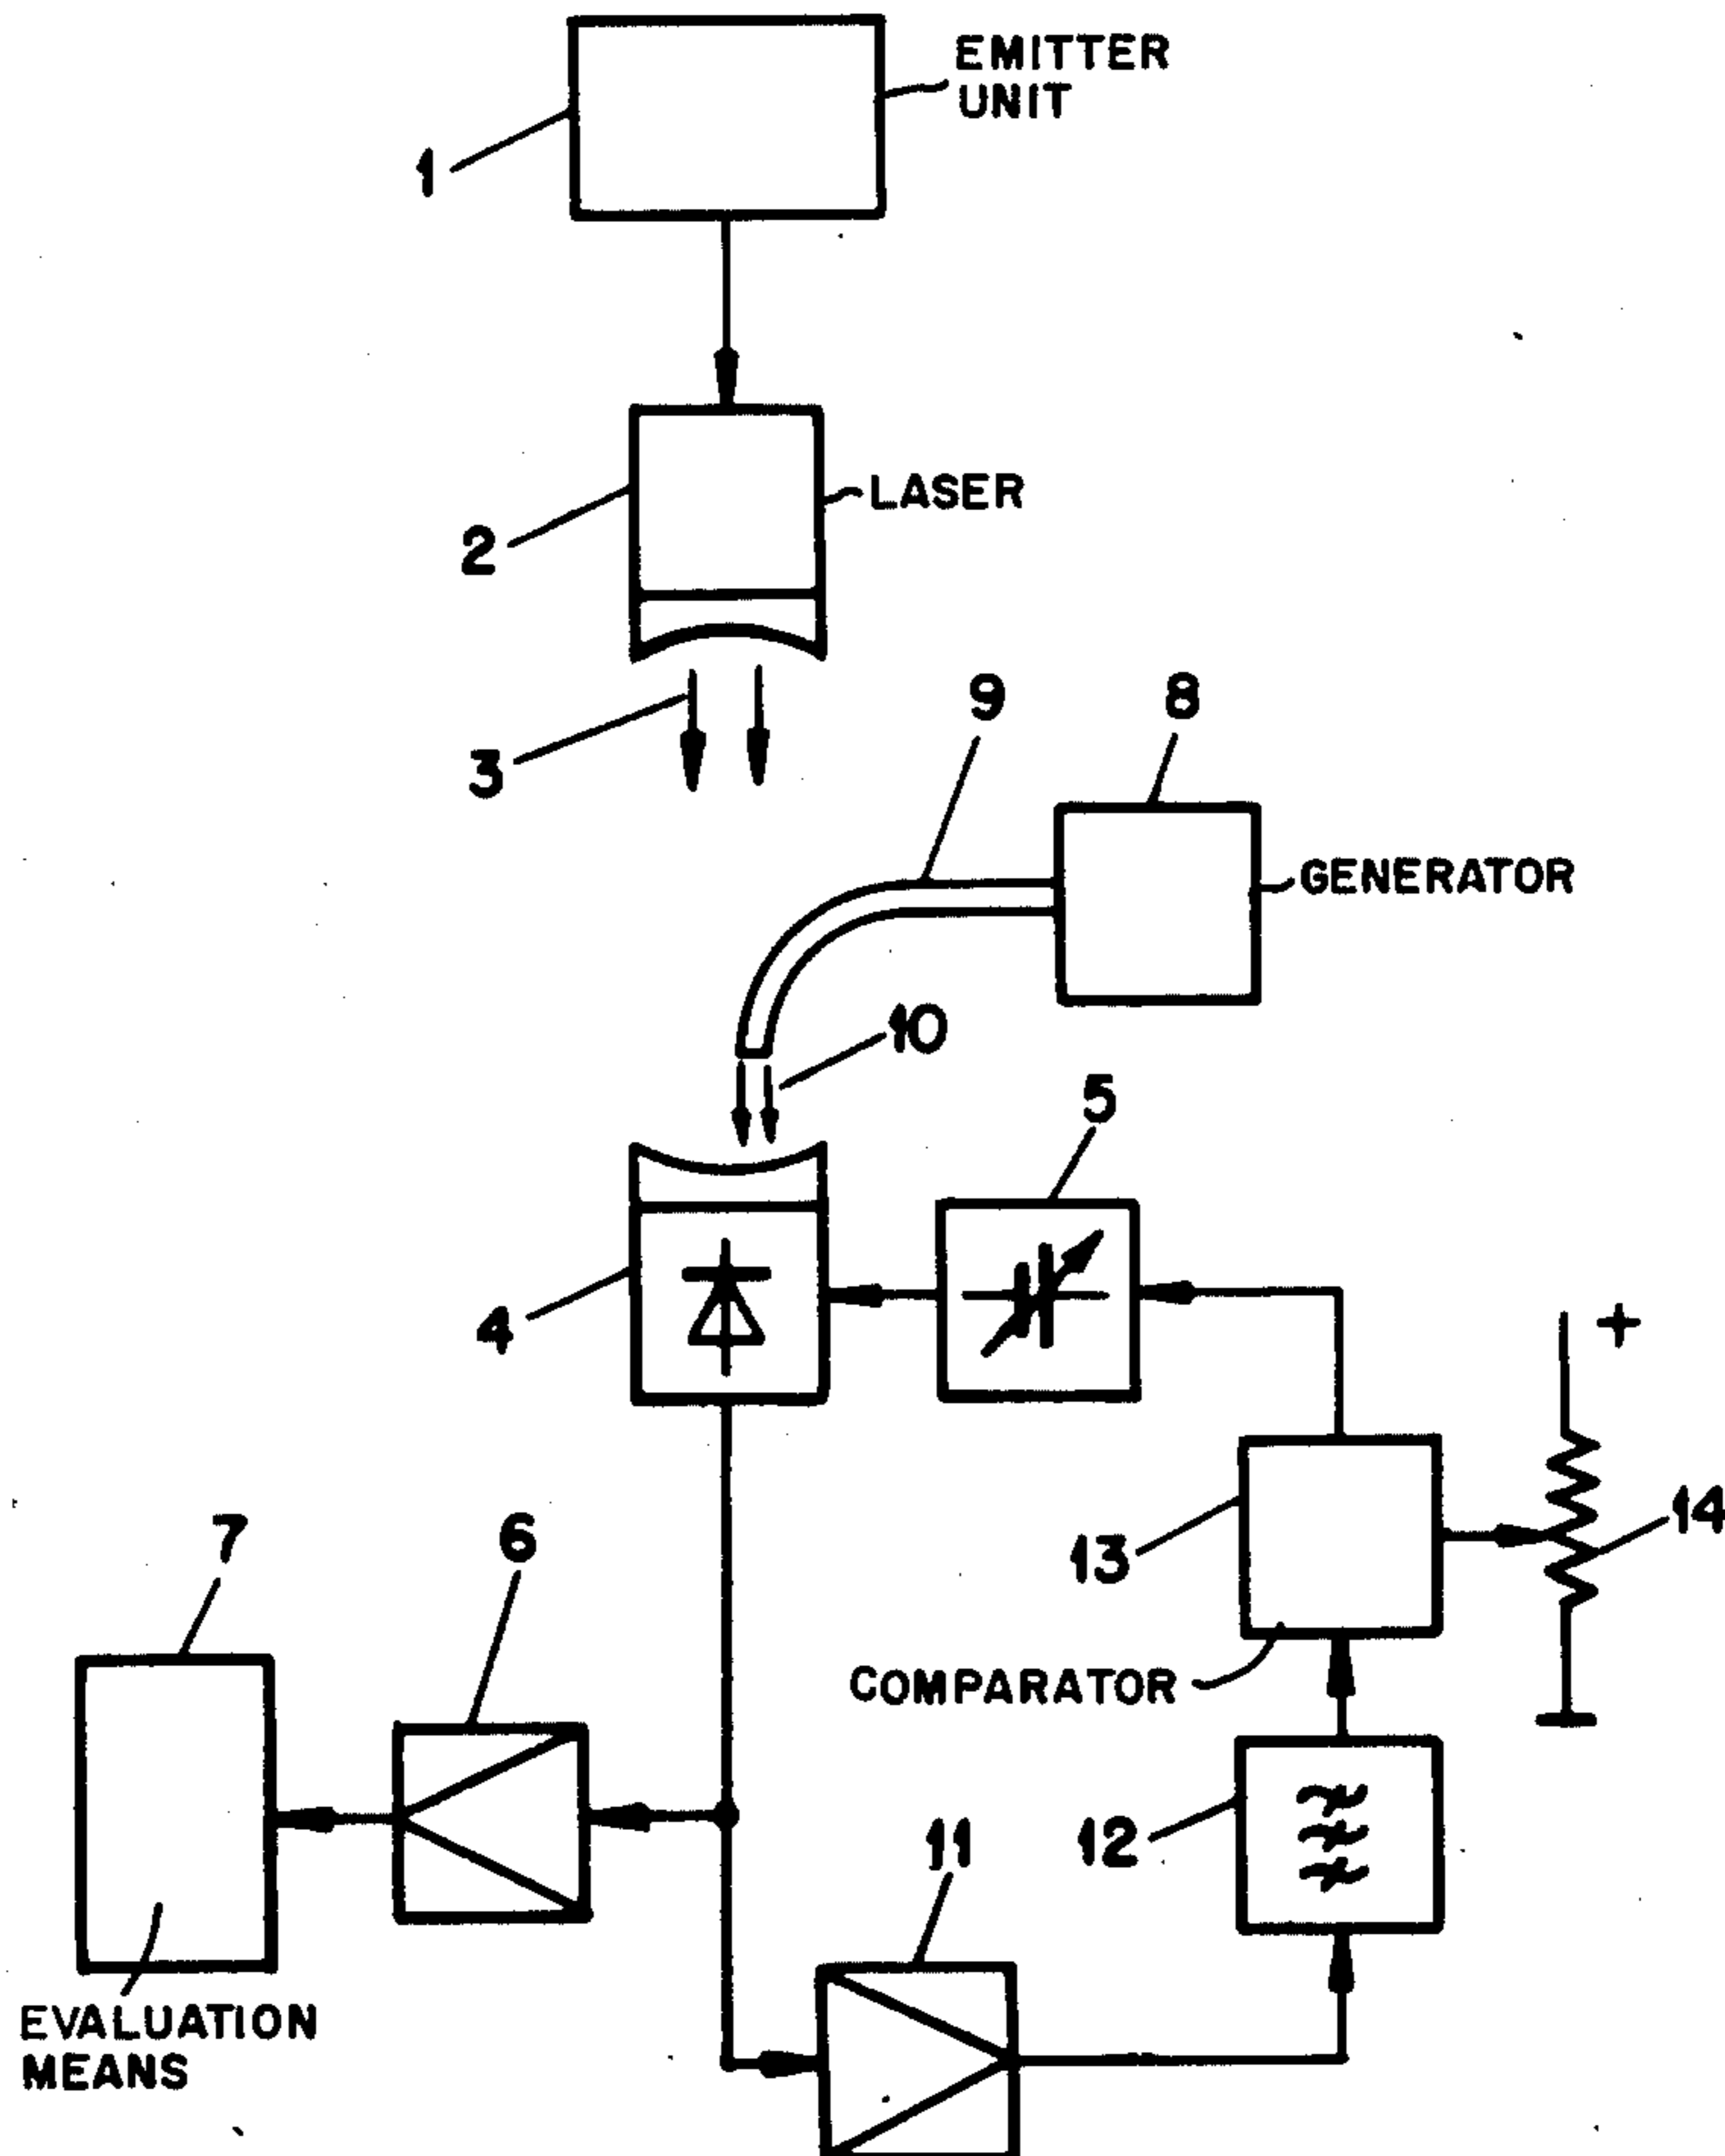 EMITTER
UNIT
1
LASER
2
3
9
8
GENERATOR
10
5
4
+
14
13
7
6
COMPARATOR
12
11
EVALUATION
MEANS